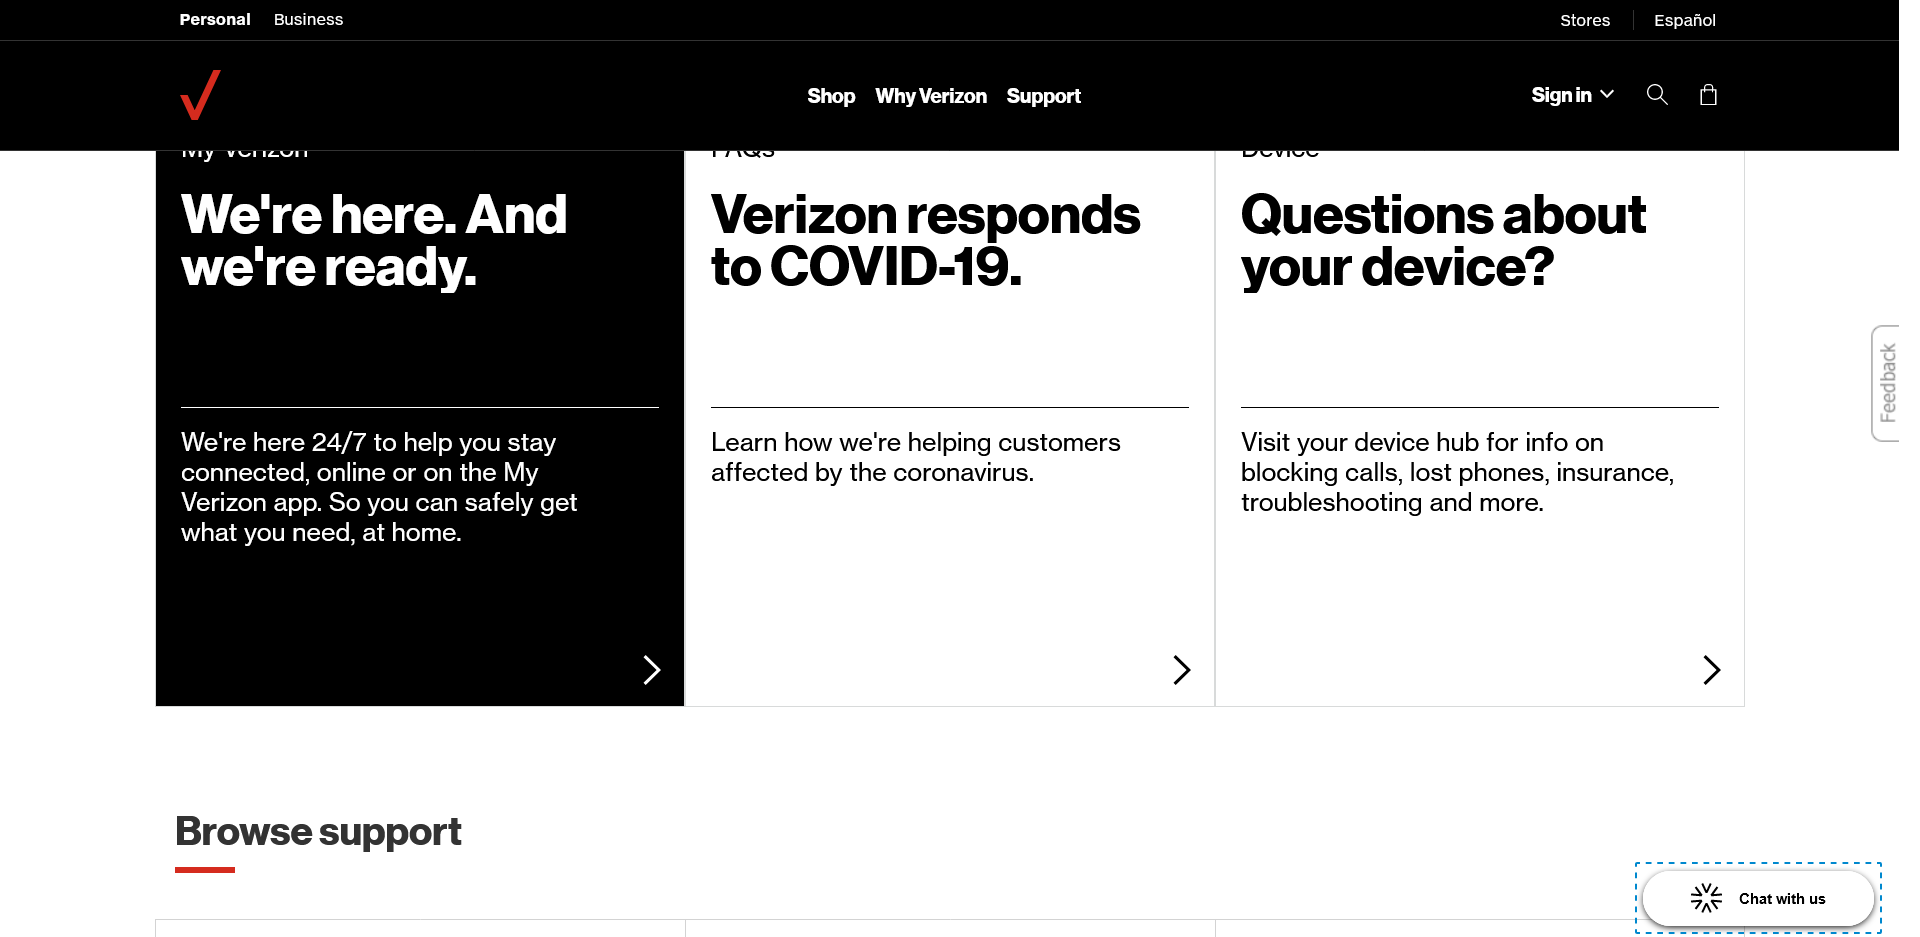 Personal Business
Stores Español
Shop Why Verizon Support
Sign in
My Verizon
FAQs
Device
We're here. And
we're ready.
We're here 24/7 to help you stay
connected, online or on the My
Verizon app. So you can safely get
what you need, at home.
Verizon responds
to COVID-19.
Learn how we're helping customers
affected by the coronavirus.
Questions about
your device?
Visit your device hub for info on
blocking calls, lost phones, insurance,
troubleshooting and more.
Feedback
Browse support
Chat with us